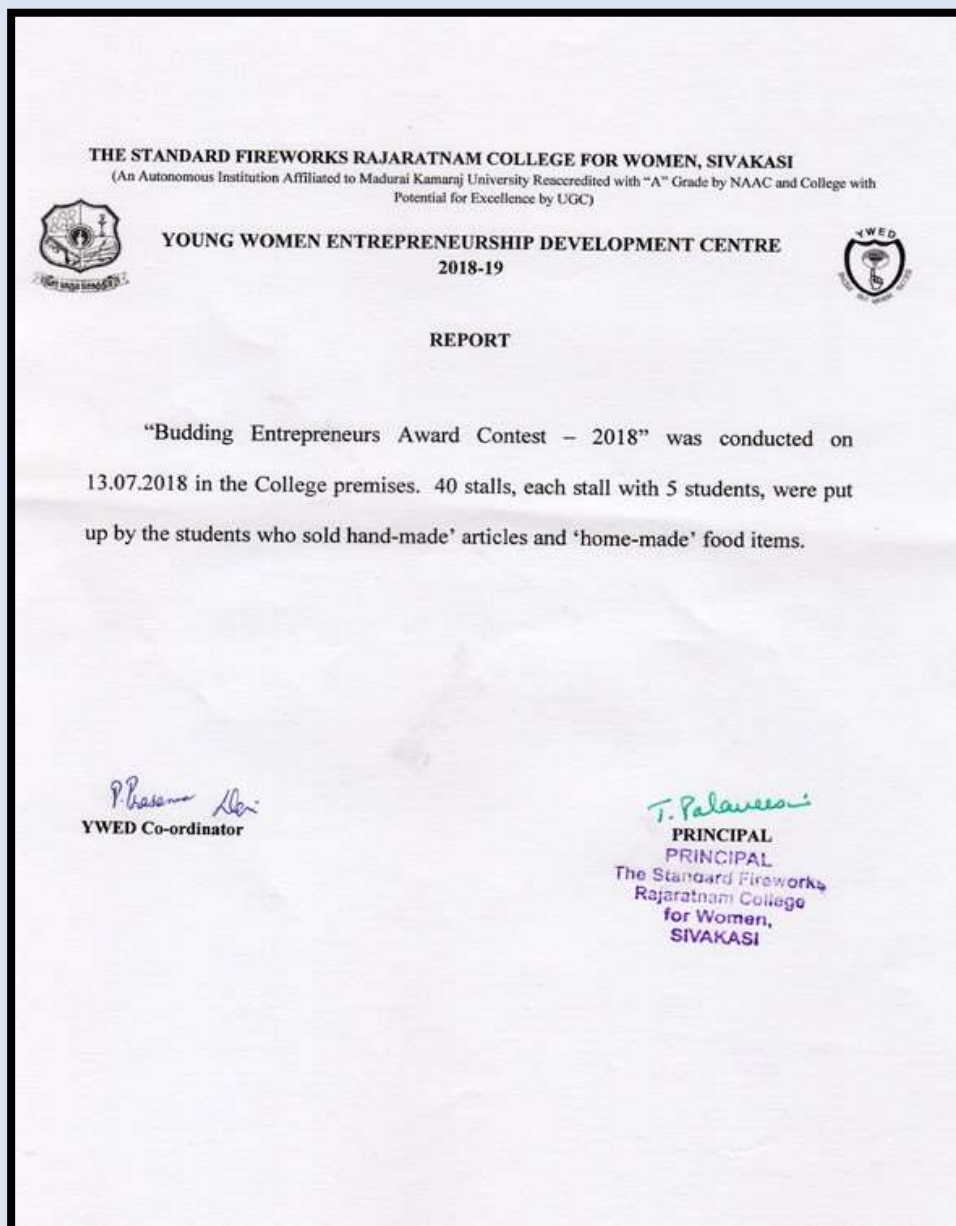 THE STANDARD FIREWORKS RAJARATNAM COLLEGE FOR WOMEN, SIVAKASI
(An Autonomous Institution Affiliated to Madurai Kamaraj University Reaccredited with “A” Grade by NAAC and College with
Potential for Excellence by UGC)
YOUNG WOMEN ENTREPRENEURSHIP DEVELOPMENT CENTRE
2018-19
YWED
REPORT
“Budding Entrepreneurs Award Contest – 2018” was conducted on
13.07.2018 in the College premises. 40 stalls, each stall with 5 students, were put
up by the students who sold hand-made’ articles and ‘home-made’ food items.
P. Prasanna Devi
YWED Co-ordinator
T. Palaneeswari
PRINCIPAL
PRINCIPAL
The Standard Fireworks
Rajaratnam College
for Women,
SIVAKASI